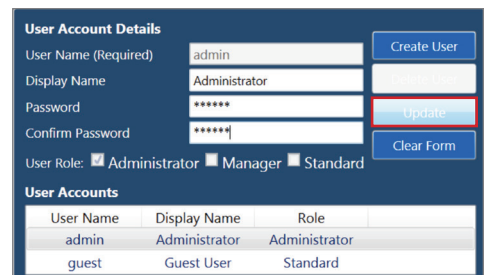 User Account Details
User Name (Required) admin
Create User
Display Name Administrator
Password ******
Update
Confirm Password ******
Clear Form
User Role: Administrator Manager Standard
User Accounts
User Name Display Name Role
admin Administrator Administrator
guest Guest User Standard